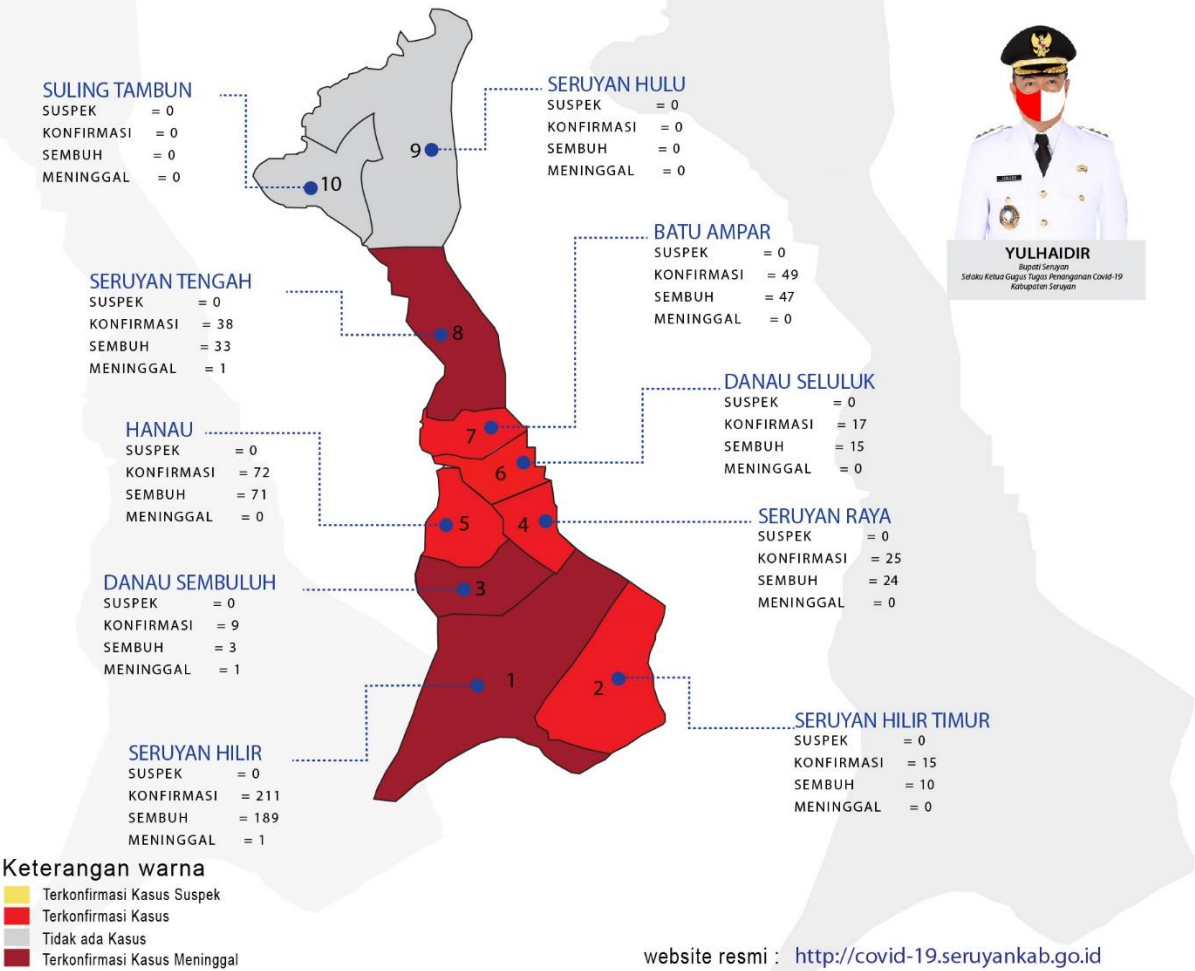 SULING TAMBUN
SUSPEK = 0
KONFIRMASI = 0
SEMBUH = 0
MENINGGAL = 0
SERUYAN HULU
SUSPEK = 0
KONFIRMASI = 0
SEMBUH = 0
MENINGGAL = 0
9
10
YULHAIDIR
Bupati Seruyan
Selaku Ketua Gugus Tugas Penanganan Covid-19
Kabupaten Seruyan
BATU AMPAR
SUSPEK = 0
KONFIRMASI = 49
SEMBUH = 47
MENINGGAL = 0
SERUYAN TENGAH
SUSPEK = 0
KONFIRMASI = 38
SEMBUH = 33
MENINGGAL = 1
8
DANAU SELULUK
SUSPEK = 0
KONFIRMASI = 17
SEMBUH = 15
MENINGGAL = 0
7
6
HANAU
SUSPEK = 0
KONFIRMASI = 72
SEMBUH = 71
MENINGGAL = 0
5
4
SERUYAN RAYA
SUSPEK = 0
KONFIRMASI = 25
SEMBUH = 24
MENINGGAL = 0
DANAU SEMBULUH
SUSPEK = 0
KONFIRMASI = 9
SEMBUH = 3
MENINGGAL = 1
3
1
2
SERUYAN HILIR TIMUR
SUSPEK = 0
KONFIRMASI = 15
SEMBUH = 10
MENINGGAL = 0
SERUYAN HILIR
SUSPEK = 0
KONFIRMASI = 211
SEMBUH = 189
MENINGGAL = 1
Keterangan warna
Terkonfirmasi Kasus Suspek
Terkonfirmasi Kasus
Tidak ada Kasus
Terkonfirmasi Kasus Meninggal
website resmi : http://covid-19.seruyankab.go.id